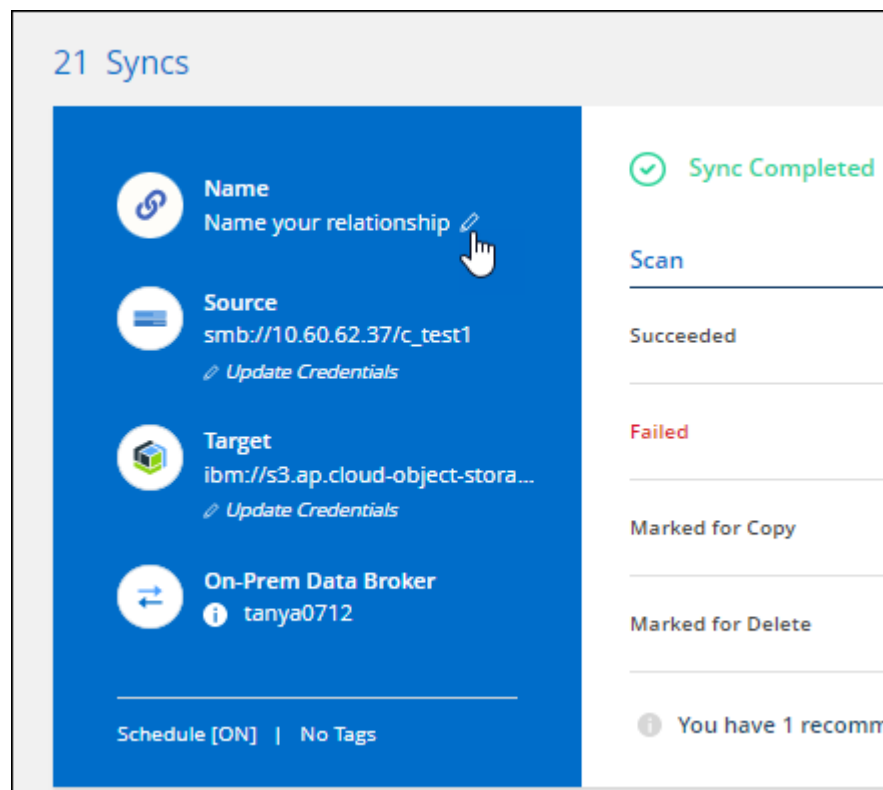 21 Syncs
Name
Name your relationship
Source
smb://10.60.62.37/c_test1
Update Credentials
Target
ibm://s3.ap.cloud-object-stora...
Update Credentials
On-Prem Data Broker
tanya0712
Schedule [ON] | No Tags
Sync Completed
Scan
Succeeded
Failed
Marked for Copy
Marked for Delete
You have 1 recomm